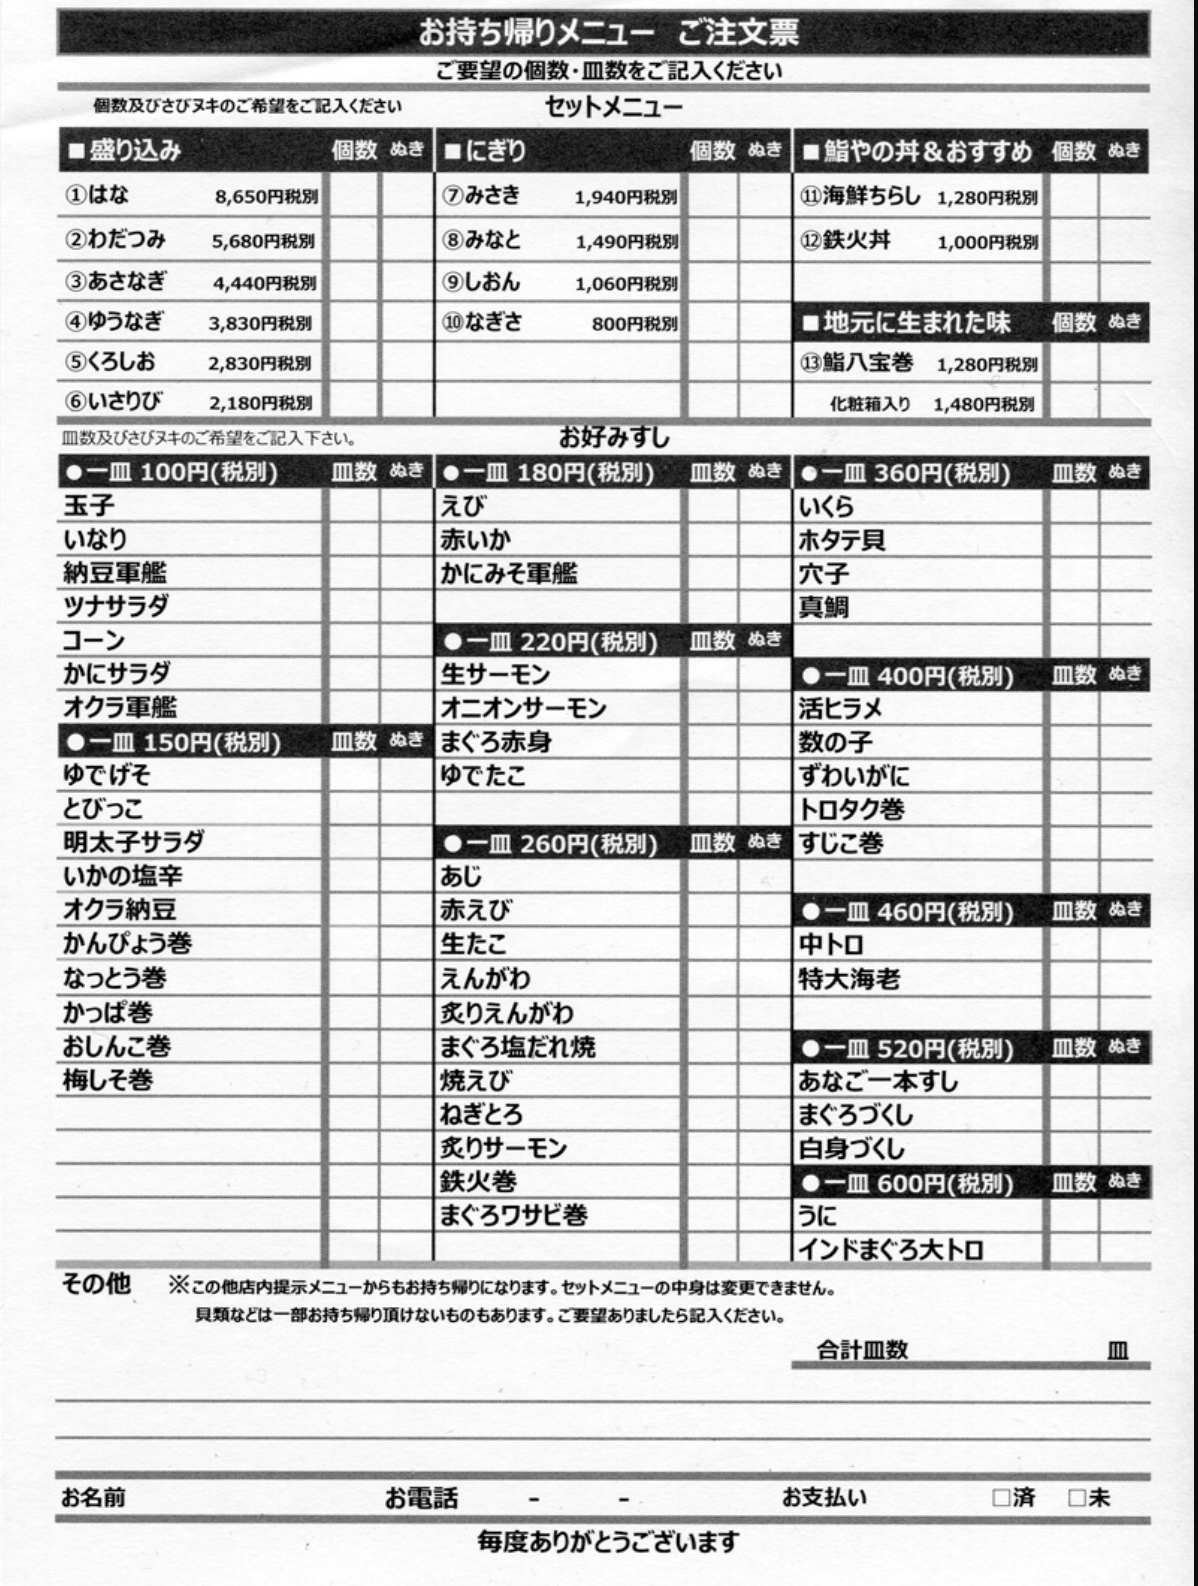 お持ち帰りメニュー ご注文票
ご要望の個数・皿数をご記入ください
個数及びさびヌキのご希望をご記入ください
セットメニュー
■盛り込み 個数 ぬき
①はな 8,650円税別
②わだつみ 5,680円税別
③あさなぎ 4,440円税別
④ゆうなぎ 3,830円税別
⑤くろしお 2,830円税別
⑥いさりび 2,180円税別
■にぎり 個数 ぬき
⑦みさき 1,940円税別
⑧みなと 1,490円税別
⑨しおん 1,060円税別
⑩なぎさ 800円税別
■鮨やの丼&おすすめ 個数 ぬき
⑪海鮮ちらし 1,280円税別
⑫鉄火丼 1,000円税別
■地元に生まれた味 個数 ぬき
⑬鮨八宝巻 1,280円税別
化粧箱入り 1,480円税別
皿数及びさびヌキのご希望をご記入下さい。
お好みすし
●一皿 100円(税別) 皿数 ぬき
玉子
いなり
納豆軍艦
ツナサラダ
コーン
かにサラダ
オクラ軍艦
●一皿 150円(税別) 皿数 ぬき
ゆでげそ
とびっこ
明太子サラダ
いかの塩辛
オクラ納豆
かんぴょう巻
なっとう巻
かっぱ巻
おしんこ巻
梅しそ巻
●一皿 180円(税別) 皿数 ぬき
えび
赤いか
かにみそ軍艦
●一皿 220円(税別) 皿数 ぬき
生サーモン
オニオンサーモン
まぐろ赤身
ゆでたこ
●一皿 260円(税別) 皿数 ぬき
あじ
赤えび
生たこ
えんがわ
炙りえんがわ
まぐろ塩だれ焼
焼えび
ねぎとろ
炙りサーモン
鉄火巻
まぐろワサビ巻
●一皿 360円(税別) 皿数 ぬき
いくら
ホタテ貝
穴子
真鯛
●一皿 400円(税別) 皿数 ぬき
活ヒラメ
数の子
ずわいがに
トロタク巻
すじこ巻
●一皿 460円(税別) 皿数 ぬき
中トロ
特大海老
●一皿 520円(税別) 皿数 ぬき
あなご一本すし
まぐろづくし
白身づくし
●一皿 600円(税別) 皿数 ぬき
うに
インドまぐろ大トロ
その他 ※この他店内提示メニューからもお持ち帰りになります。セットメニューの中身は変更できません。
貝類などは一部お持ち帰り頂けないものもあります。ご要望ありましたら記入ください。
合計皿数 皿
お名前 お電話 - - お支払い □済 □未
毎度ありがとうございます